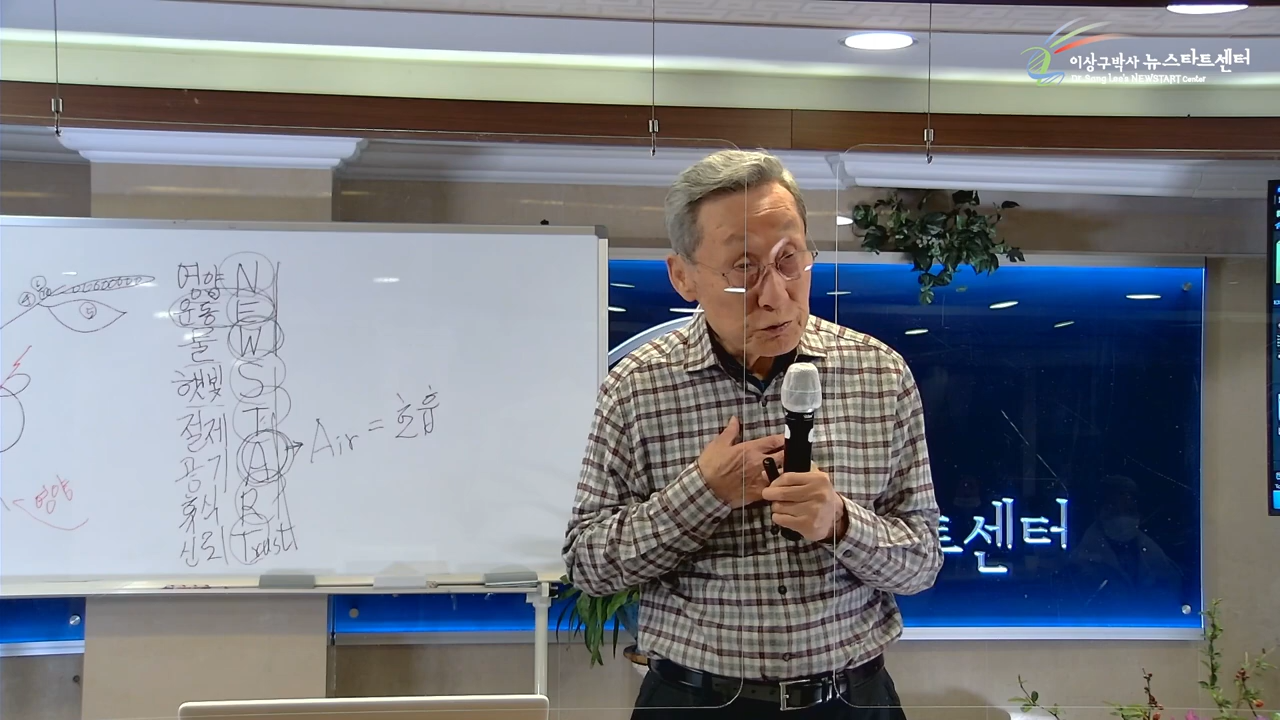 이상구박사 뉴스타트센터
Dr. Sang Lee's NEWSTART Center
영양 N
운동 E
물 W
햇빛 S
절제 T
공기 A → Air = 호흡
휴식 R
신뢰 Trust
영양
트센터